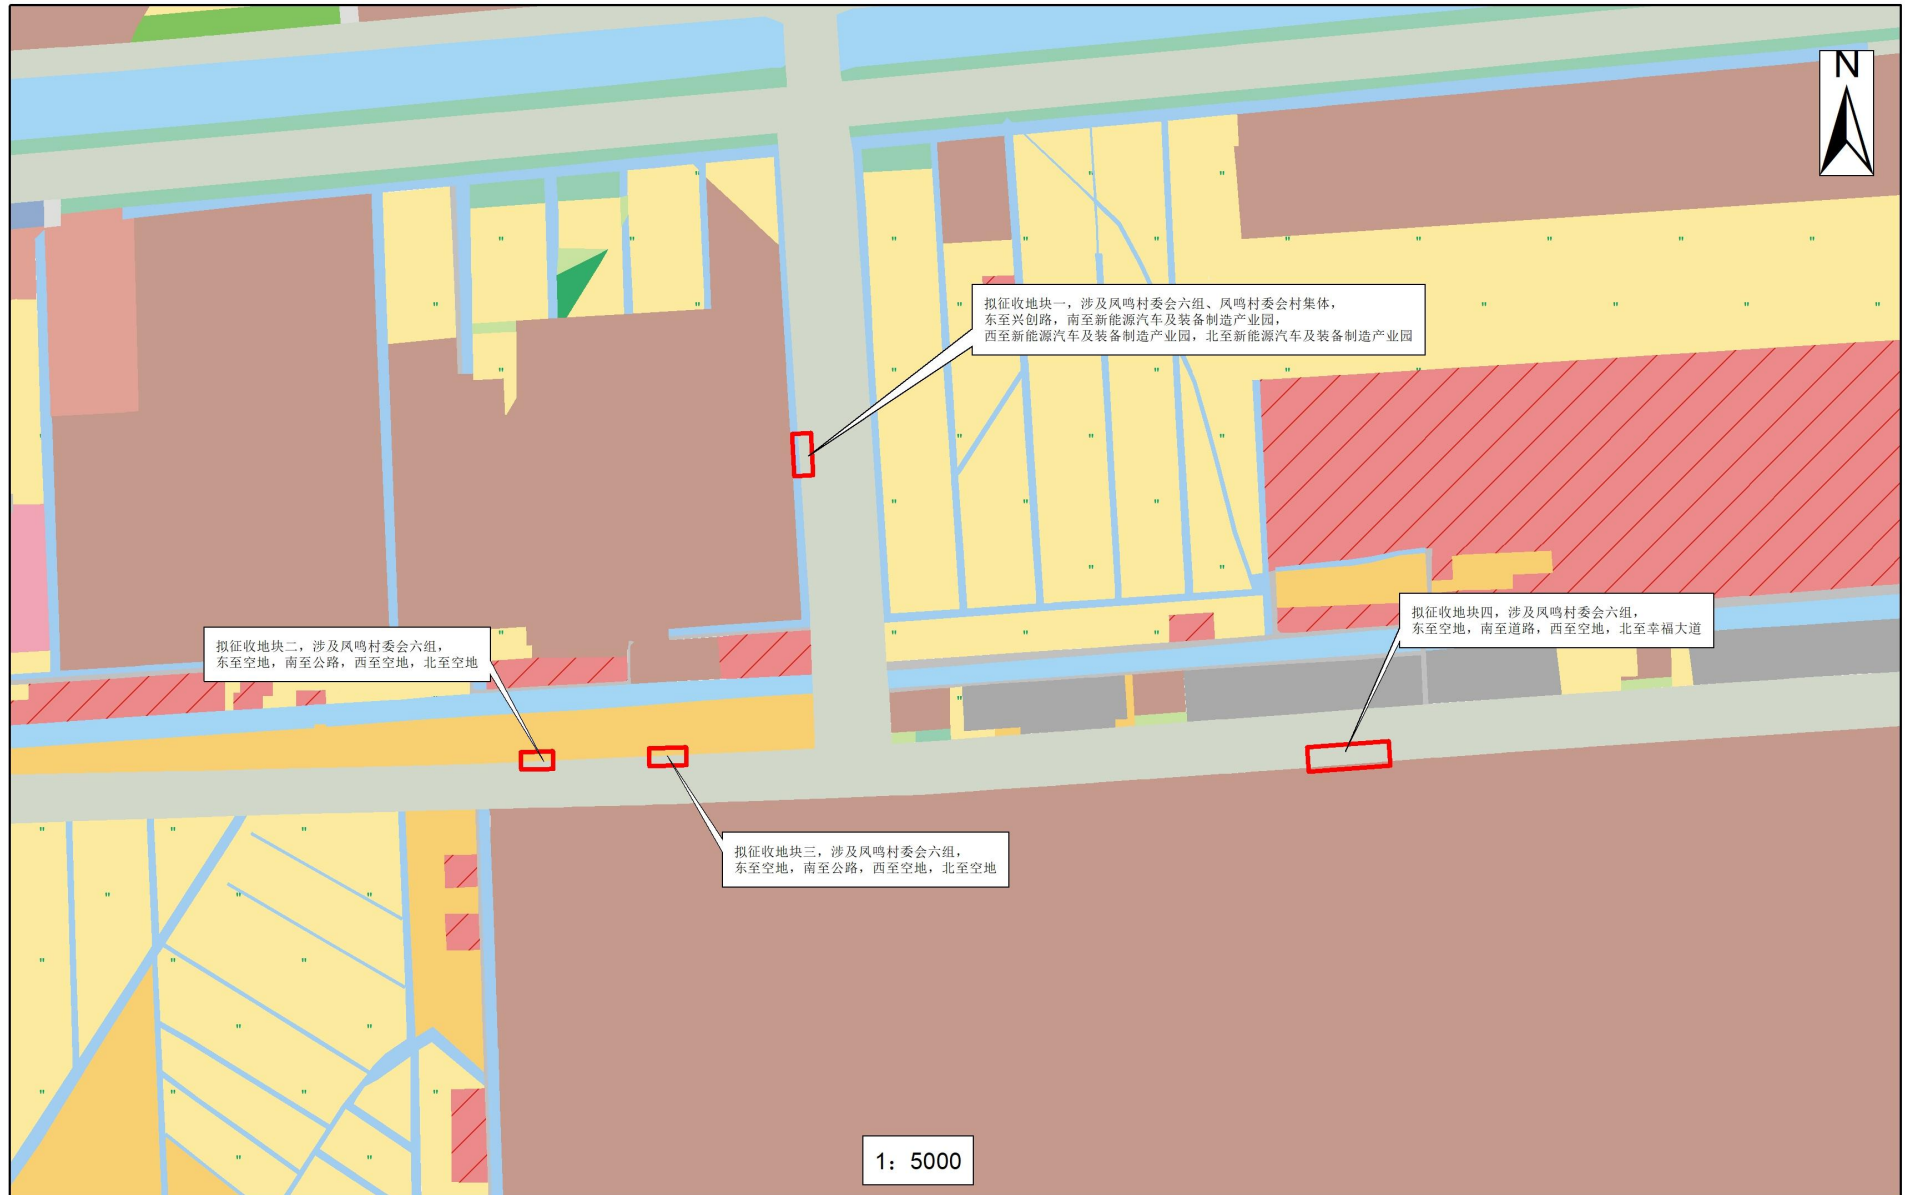 N
拟征收地块一，涉及凤鸣村委会六组、凤鸣村委会村集体，
东至兴创路，南至新能源汽车及装备制造产业园，
西至新能源汽车及装备制造产业园，北至新能源汽车及装备制造产业园
拟征收地块四，涉及凤鸣村委会六组，
东至空地，南至道路，西至空地，北至幸福大道
拟征收地块二，涉及凤鸣村委会六组，
东至空地，南至公路，西至空地，北至空地
拟征收地块三，涉及凤鸣村委会六组，
东至空地，南至公路，西至空地，北至空地
1：5000